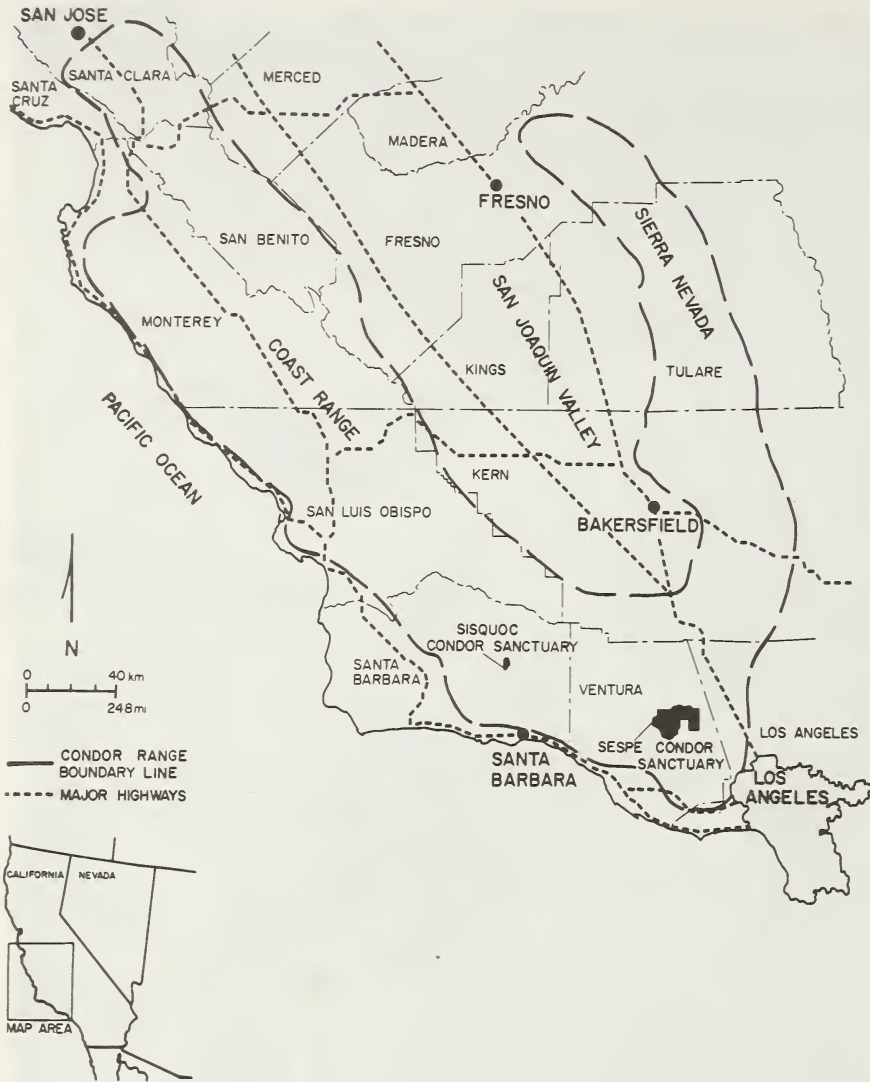 SAN JOSE
SANTA CLARA
MERCED
SANTA
CRUZ
MADERA
FRESNO
SIERRA NEVADA
SAN BENITO
FRESNO
SAN JOAQUIN VALLEY
MONTEREY
COAST RANGE
KINGS
TULARE
PACIFIC OCEAN
KERN
SAN LUIS OBISPO
BAKERSFIELD
N
SISQUOC
CONDOR SANCTUARY
0 40 km
0 248 mi
SANTA
BARBARA
VENTURA
LOS ANGELES
SESPE CONDOR
SANCTUARY
SANTA
BARBARA
LOS
ANGELES
CONDOR RANGE
BOUNDARY LINE
MAJOR HIGHWAYS
CALIFORNIA NEVADA
MAP AREA